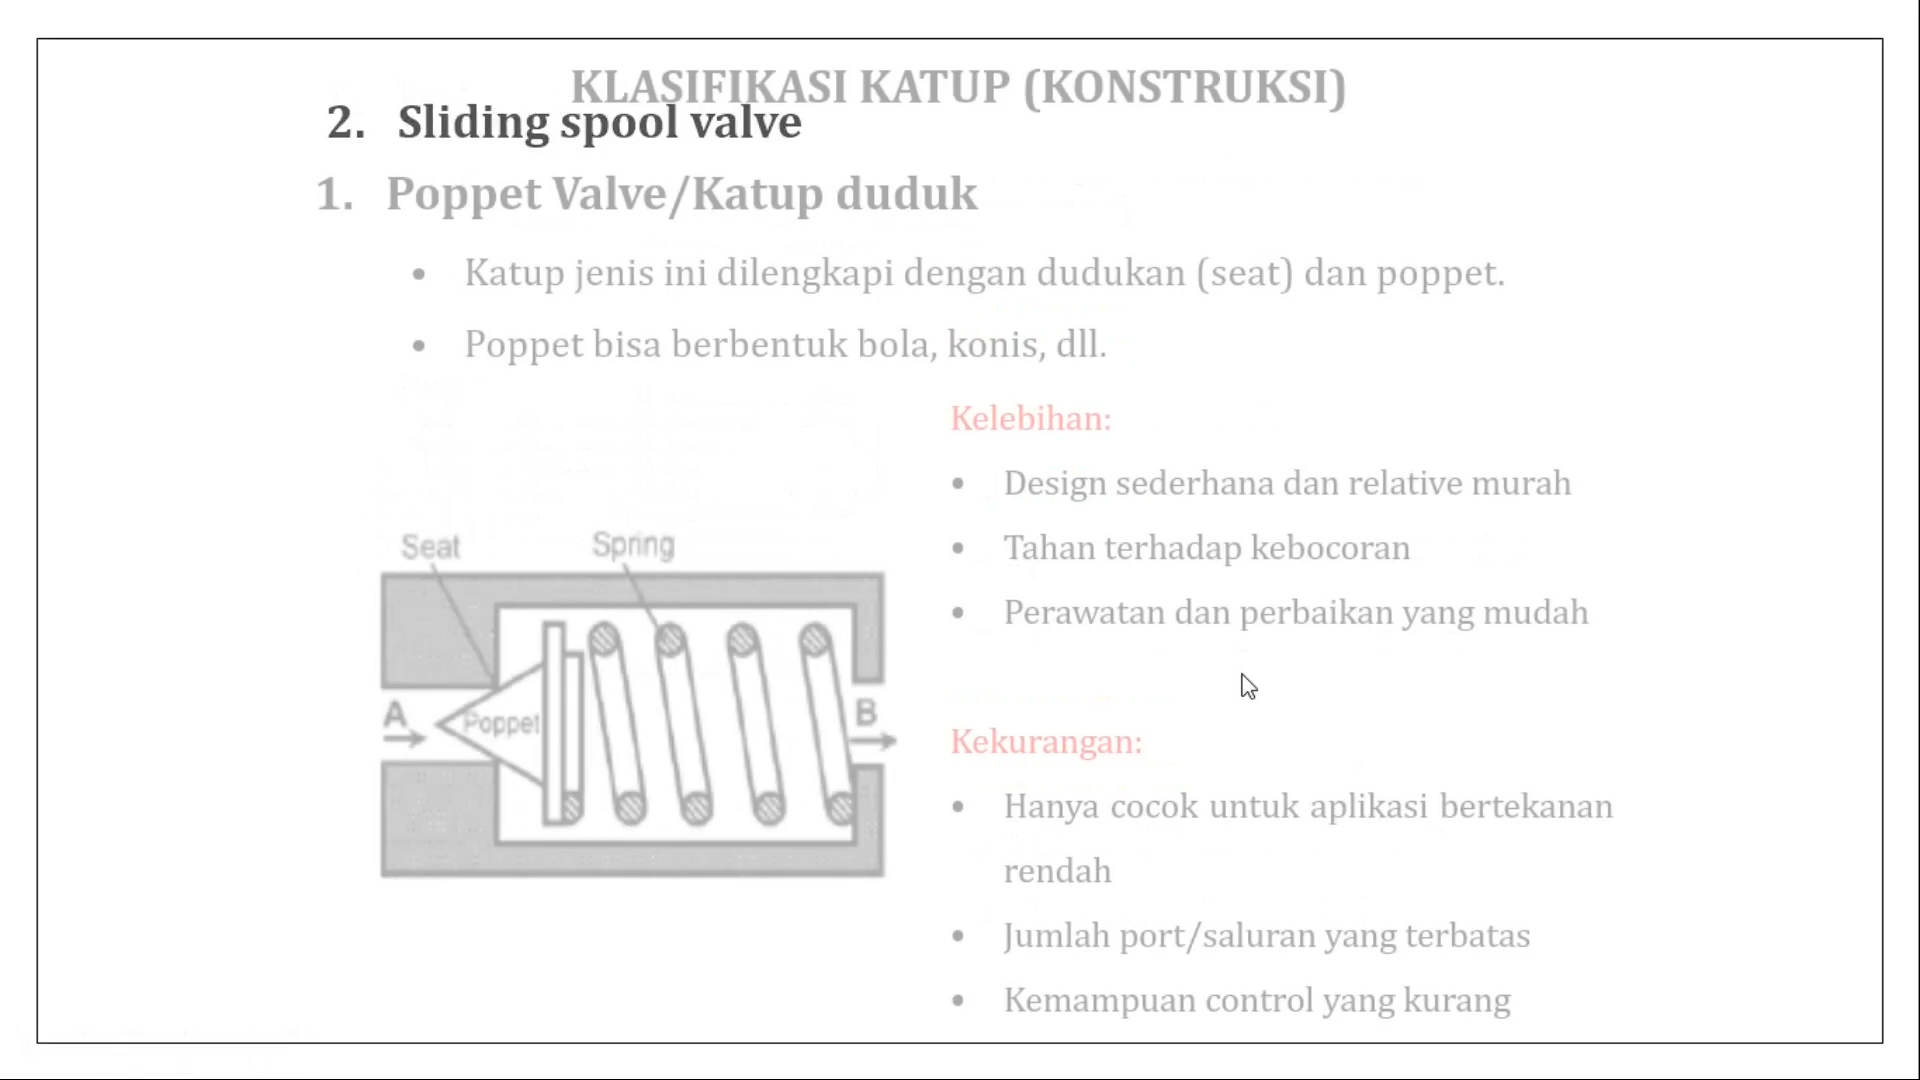 KLASIFIKASI KATUP (KONSTRUKSI)
2. Sliding spool valve
1. Poppet Valve/Katup duduk
• Katup jenis ini dilengkapi dengan dudukan (seat) dan poppet.
• Poppet bisa berbentuk bola, konis, dll.
Seat
Spring
A
Poppet
B
Kelebihan:
• Design sederhana dan relative murah
• Tahan terhadap kebocoran
• Perawatan dan perbaikan yang mudah
Kekurangan:
• Hanya cocok untuk aplikasi bertekanan
rendah
• Jumlah port/saluran yang terbatas
• Kemampuan control yang kurang